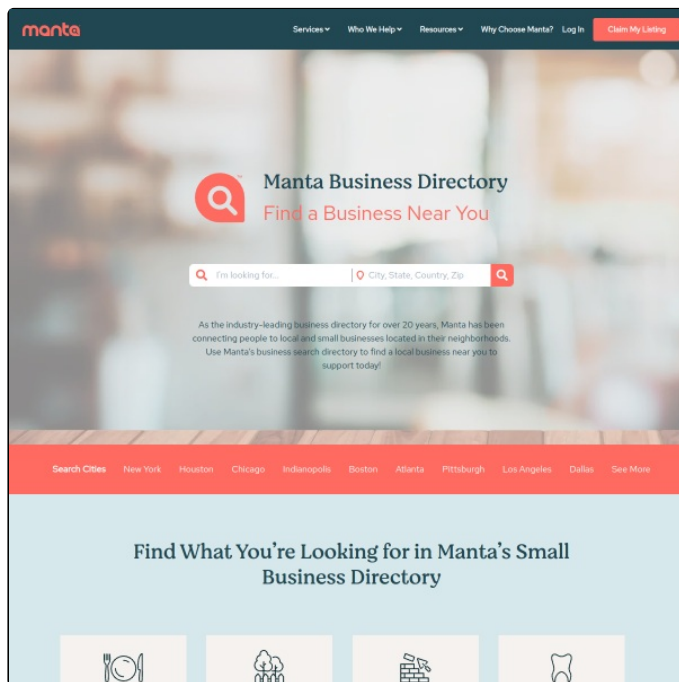 manta
Services Who We Help Resources Why Choose Manta? Log In Claim My Listing
Manta Business Directory
Find a Business Near You
I'm looking for... City, State, Country, Zip
As the industry-leading business directory for over 20 years, Manta has been
connecting people to local and small businesses located in their neighborhoods.
Use Manta's business search directory to find a local business near you to
support today!
Search Cities New York Houston Chicago Indianopolis Boston Atlanta Pittsburgh Los Angeles Dallas See More
Find What You're Looking for in Manta's Small
Business Directory